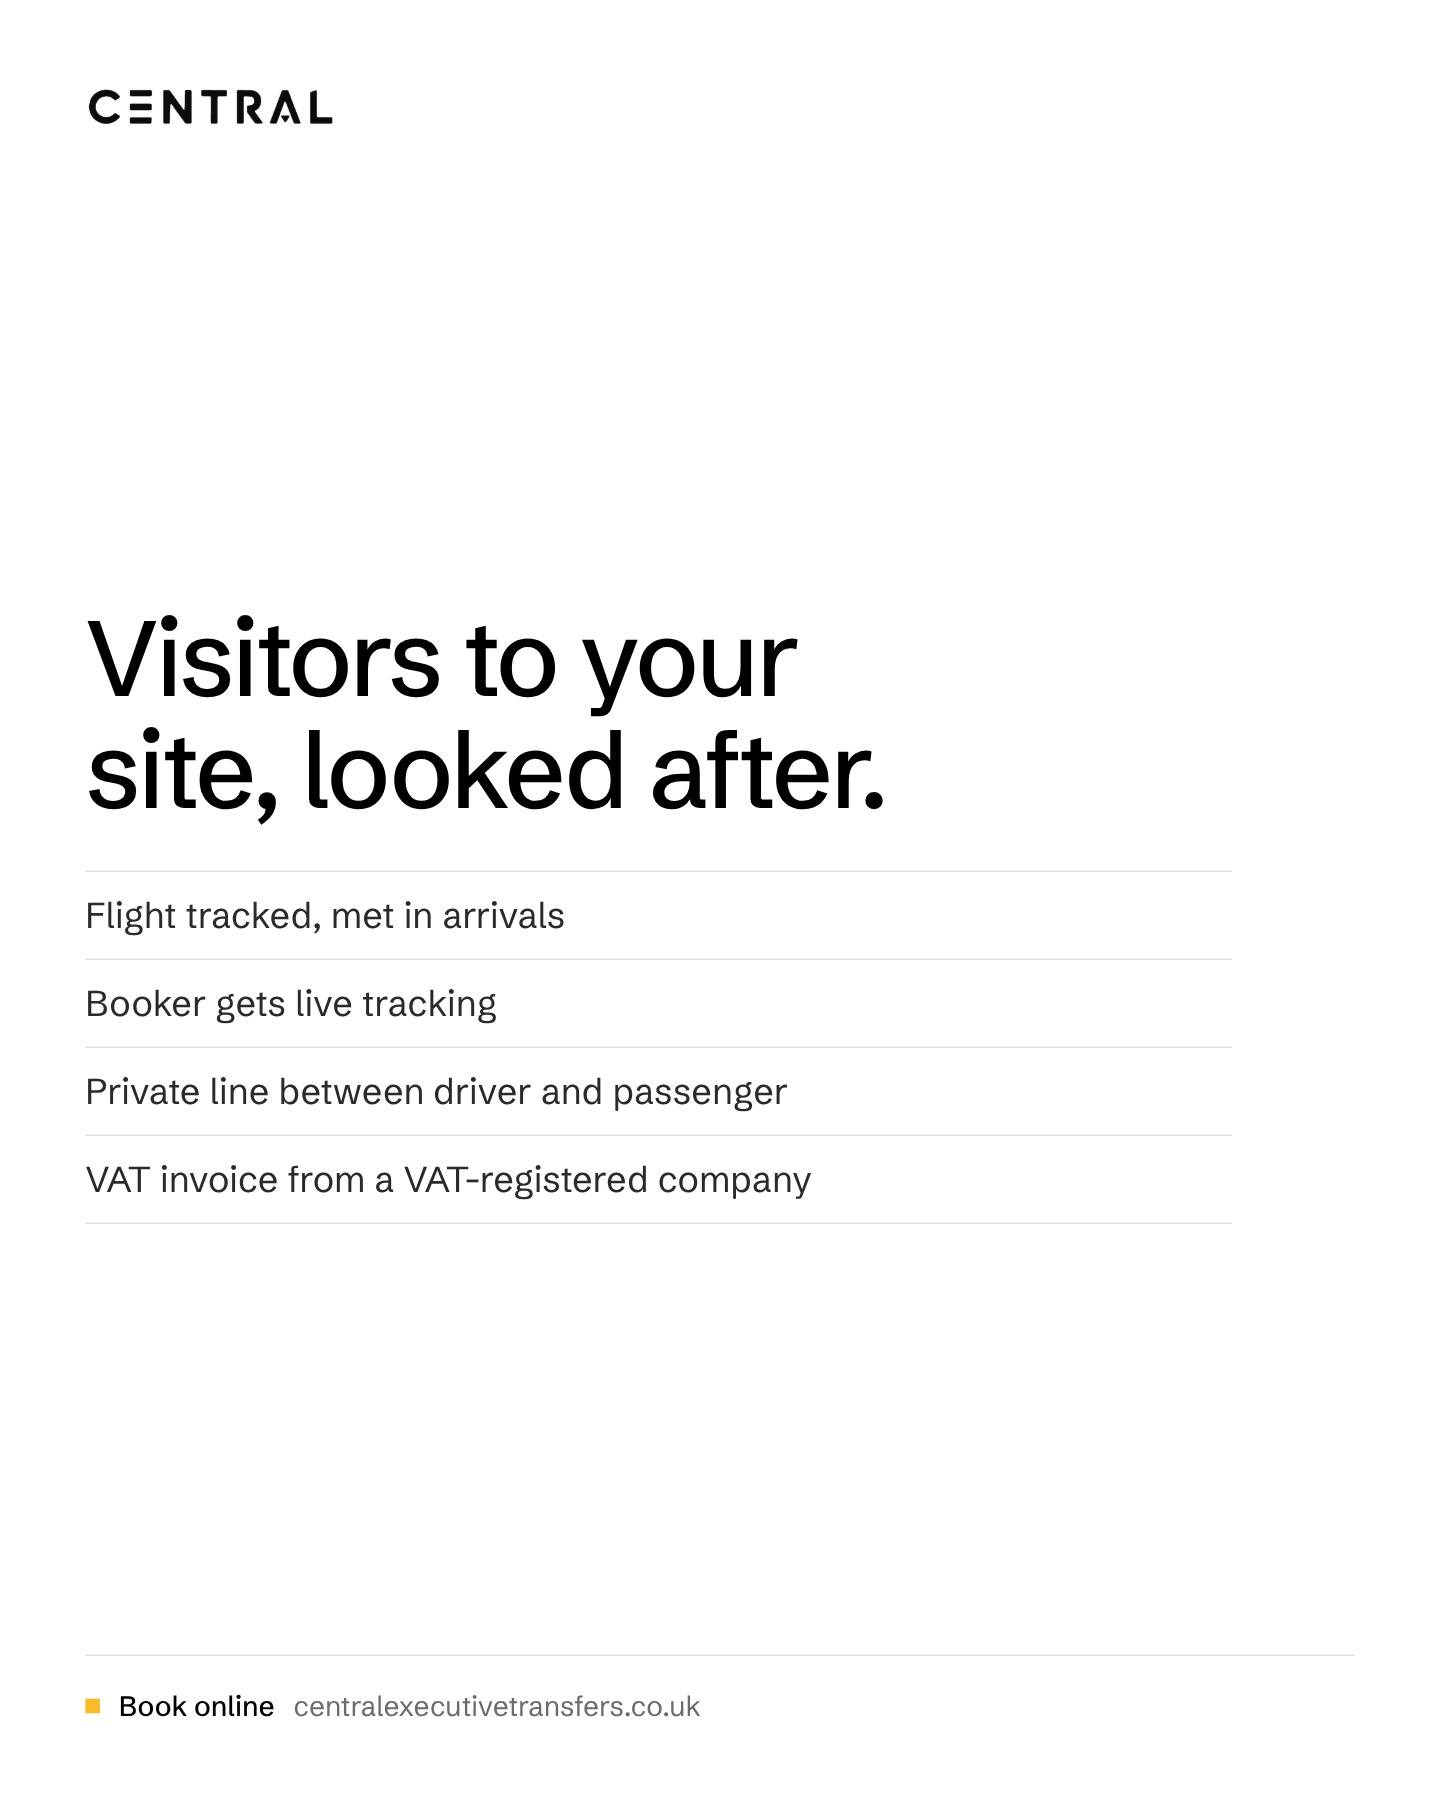 CENTRAL
Visitors to your
site, looked after.
Flight tracked, met in arrivals
Booker gets live tracking
Private line between driver and passenger
VAT invoice from a VAT-registered company
Book online centralexecutivetransfers.co.uk